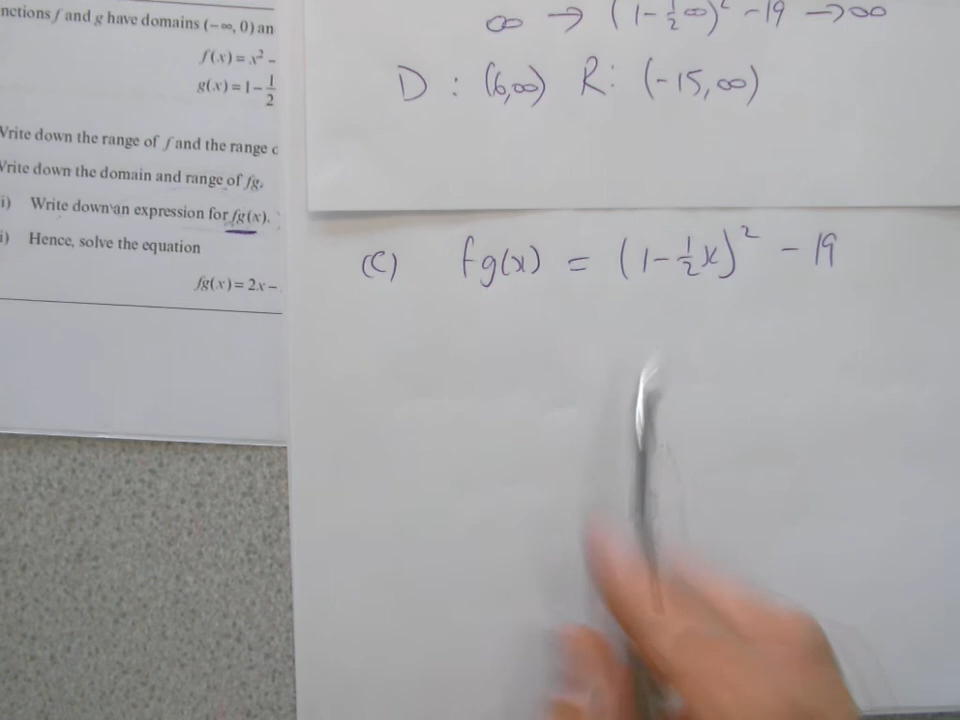 nctions f and g have domains (−∞, 0) an
f(x) = x² −
g(x) = 1 − 1/2
Write down the range of f and the range c
Write down the domain and range of fg.
i) Write down an expression for fg(x).
i) Hence, solve the equation
fg(x) = 2x −
∞ → (1 − ½∞)² − 19 → ∞
D : (6,∞) R: (−15, ∞)
(C) fg(x) = (1 − ½x)² − 19